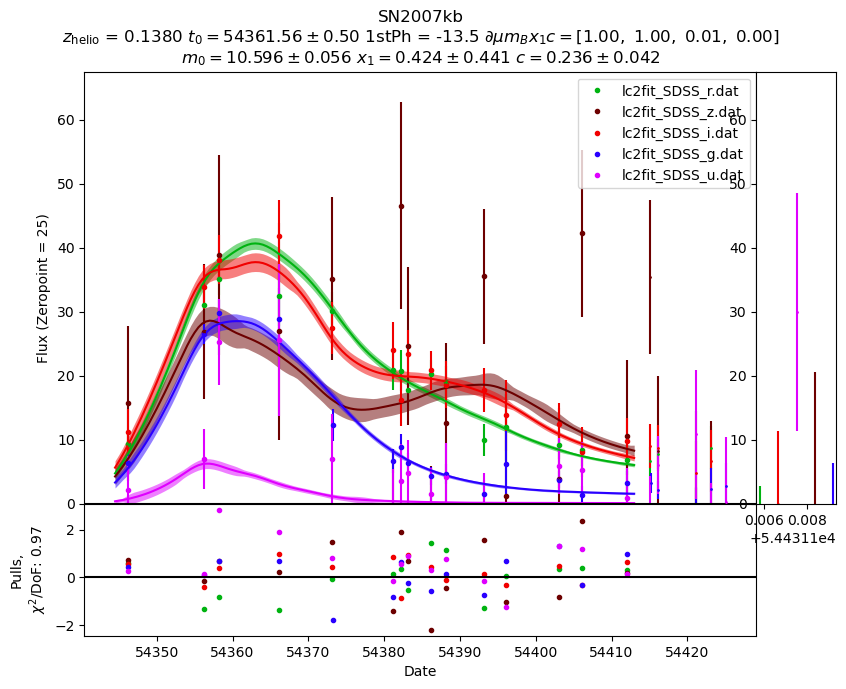 SN2007kb
z_helio = 0.1380 t_0 = 54361.56 ± 0.50 1stPh = -13.5 ∂μm_Bx_1c = [1.00, 1.00, 0.01, 0.00]
m_0 = 10.596 ± 0.056 x_1 = 0.424 ± 0.441 c = 0.236 ± 0.042
lc2fit_SDSS_r.dat
lc2fit_SDSS_z.dat
lc2fit_SDSS_i.dat
lc2fit_SDSS_g.dat
lc2fit_SDSS_u.dat
Flux (Zeropoint = 25)
60
50
40
30
20
10
0
60
50
40
30
20
10
0
0.006 0.008
+5.44311e4
Pulls,
χ²/DoF: 0.97
2
0
−2
54350 54360 54370 54380 54390 54400 54410 54420
Date